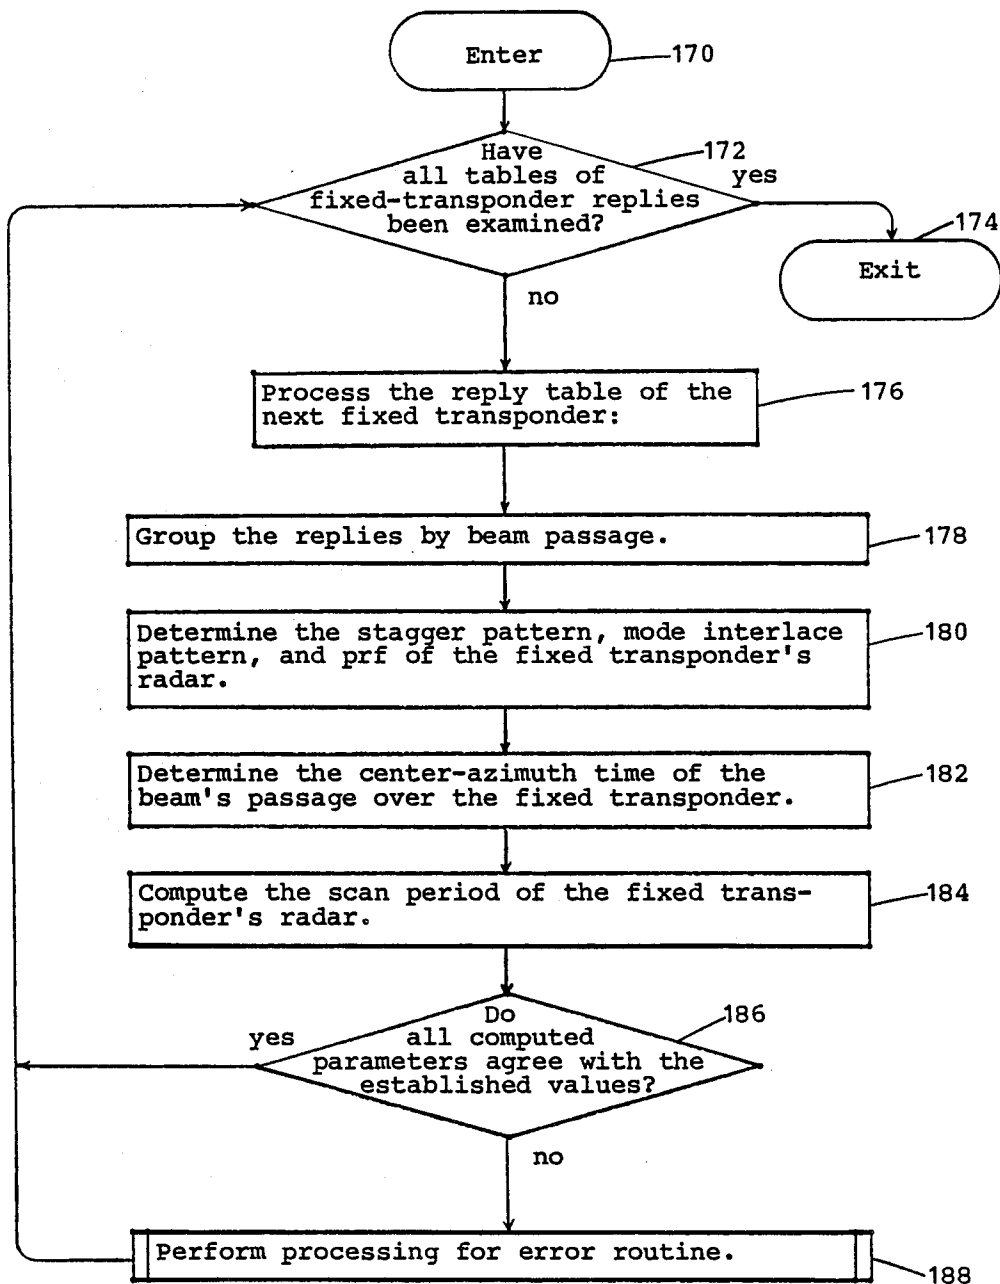 Enter
170
Have
all tables of
fixed-transponder replies
been examined?
172
yes
174
Exit
no
Process the reply table of the
next fixed transponder:
176
Group the replies by beam passage.
178
Determine the stagger pattern, mode interlace
pattern, and prf of the fixed transponder's
radar.
180
Determine the center-azimuth time of the
beam's passage over the fixed transponder.
182
Compute the scan period of the fixed trans-
ponder's radar.
184
Do
all computed
parameters agree with the
established values?
186
yes
no
Perform processing for error routine.
188